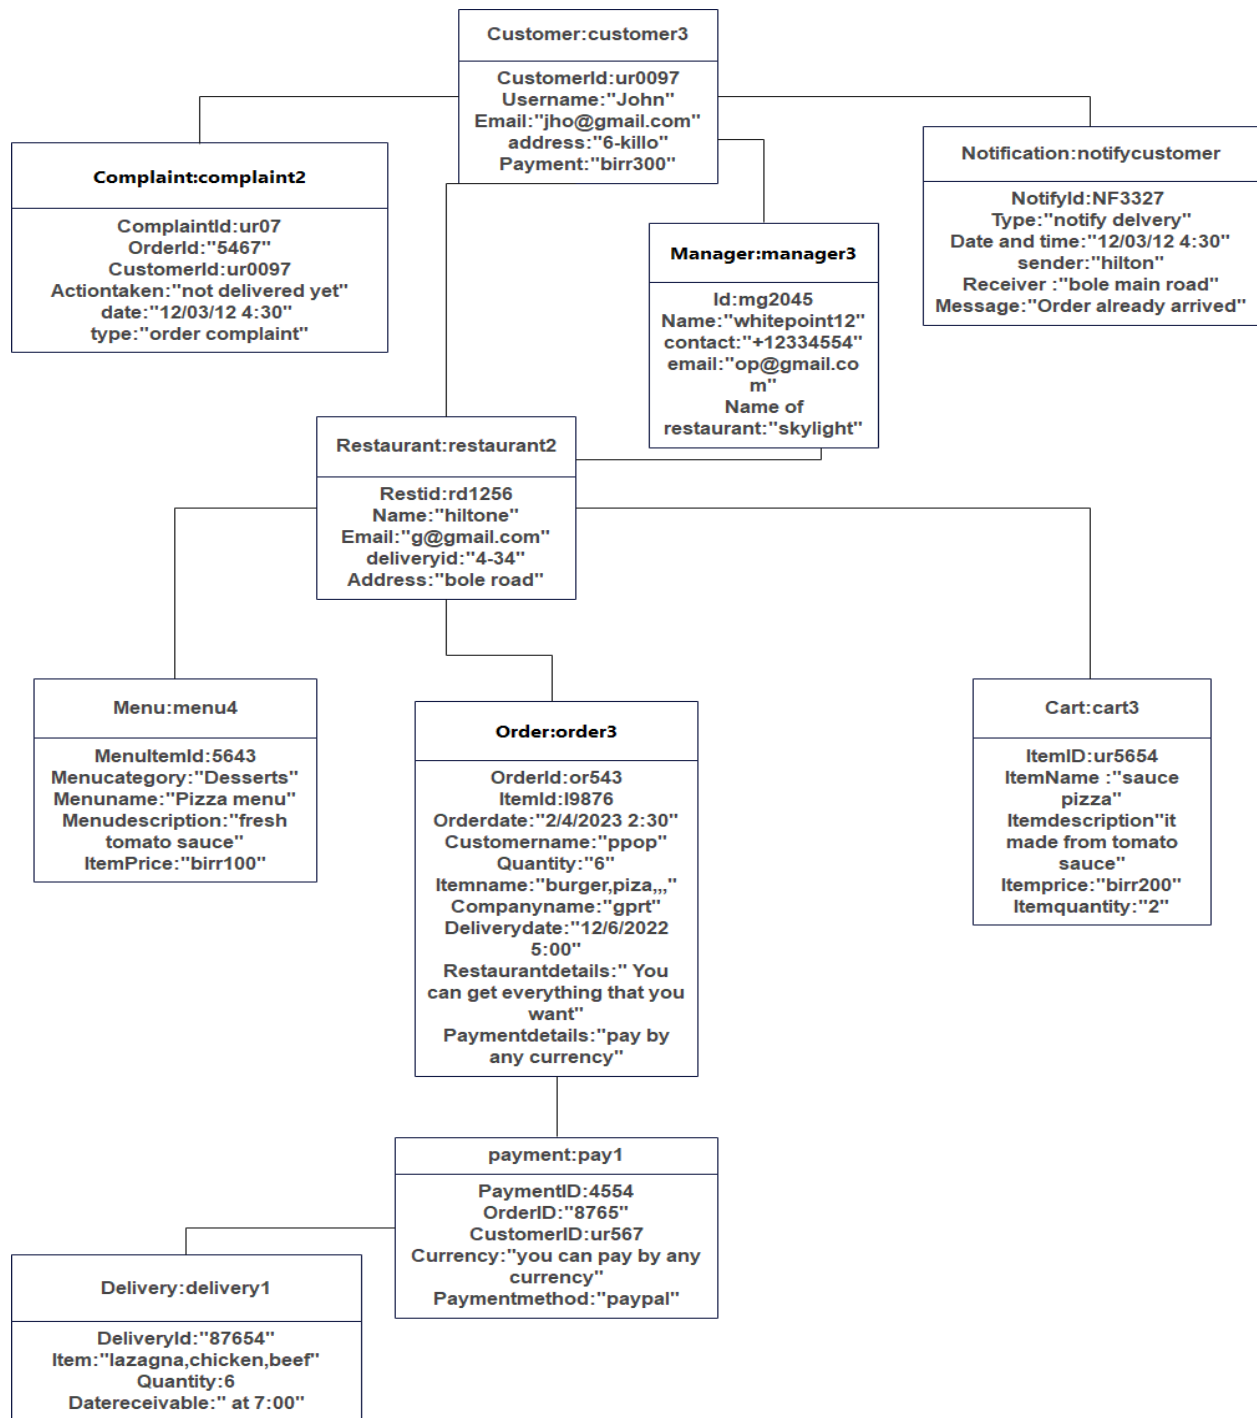 Customer:customer3
CustomerId:ur0097
Username:"John"
Email:"jho@gmail.com"
address:"6-killo"
Payment:"birr300"
Complaint:complaint2
ComplaintId:ur07
OrderId:"5467"
CustomerId:ur0097
Actiontaken:"not delivered yet"
date:"12/03/12 4:30"
type:"order complaint"
Manager:manager3
Id:mg2045
Name:"whitepoint12"
contact:"+12334554"
email:"op@gmail.co
m"
Name of
restaurant:"skylight"
Notification:notifycustomer
NotifyId:NF3327
Type:"notify delvery"
Date and time:"12/03/12 4:30"
sender:"hilton"
Receiver :"bole main road"
Message:"Order already arrived"
Restaurant:restaurant2
Restid:rd1256
Name:"hiltone"
Email:"g@gmail.com"
deliveryid:"4-34"
Address:"bole road"
Menu:menu4
MenuItemId:5643
Menucategory:"Desserts"
Menuname:"Pizza menu"
Menudescription:"fresh
tomato sauce"
ItemPrice:"birr100"
Order:order3
OrderId:or543
ItemId:I9876
Orderdate:"2/4/2023 2:30"
Customername:"ppop"
Quantity:"6"
Itemname:"burger,piza,,,"
Companyname:"gprt"
Deliverydate:"12/6/2022
5:00"
Restaurantdetails:" You
can get everything that you
want"
Paymentdetails:"pay by
any currency"
Cart:cart3
ItemID:ur5654
ItemName :"sauce
pizza"
Itemdescription"it
made from tomato
sauce"
Itemprice:"birr200"
Itemquantity:"2"
payment:pay1
PaymentID:4554
OrderID:"8765"
CustomerID:ur567
Currency:"you can pay by any
currency"
Paymentmethod:"paypal"
Delivery:delivery1
DeliveryId:"87654"
Item:"lazagna,chicken,beef"
Quantity:6
Datereceivable:" at 7:00"